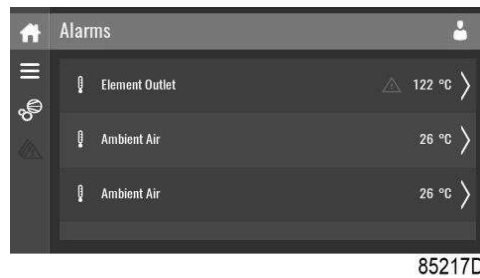 Alarms
Element Outlet 122 °C
Ambient Air 26 °C
Ambient Air 26 °C
85217D